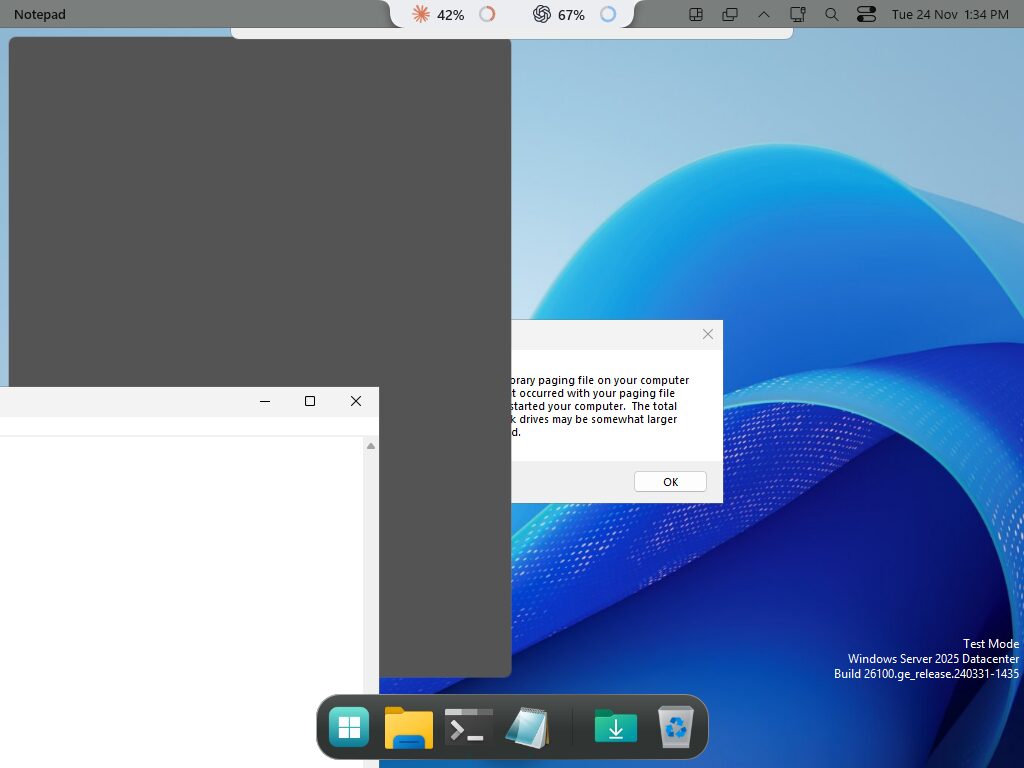 Notepad
42%
67%
Tue 24 Nov 1:34 PM
paging file on your computer
occurred with your paging file
started your computer. The total
drives may be somewhat larger
OK
Test Mode
Windows Server 2025 Datacenter
Build 26100.ge_release.240331-1435